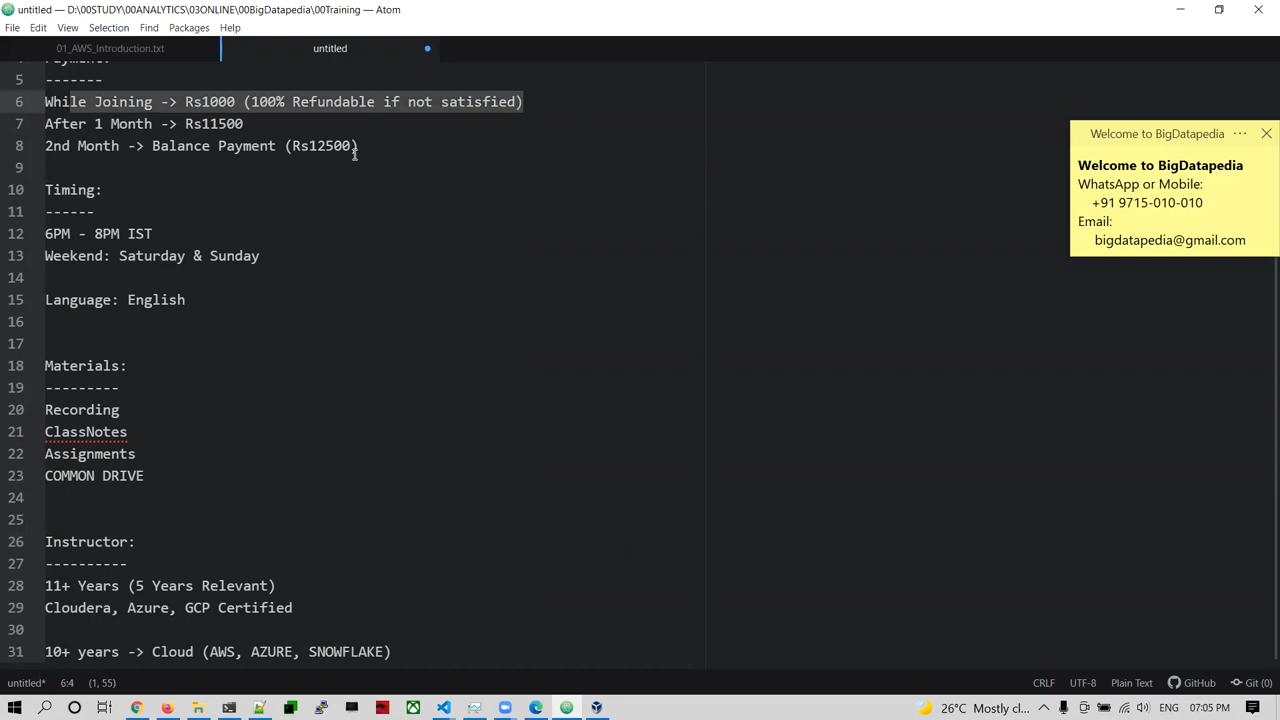 untitled — D:\00STUDY\00ANALYTICS\03ONLINE\00BigDatapedia\00Training — Atom
File Edit View Selection Find Packages Help
01_AWS_Introduction.txt untitled
Payment:
5 -------
6 While Joining -> Rs1000 (100% Refundable if not satisfied)
7 After 1 Month -> Rs11500
8 2nd Month -> Balance Payment (Rs12500)
9
10 Timing:
11 ------
12 6PM - 8PM IST
13 Weekend: Saturday & Sunday
14
15 Language: English
16
17
18 Materials:
19 ---------
20 Recording
21 ClassNotes
22 Assignments
23 COMMON DRIVE
24
25
26 Instructor:
27 ----------
28 11+ Years (5 Years Relevant)
29 Cloudera, Azure, GCP Certified
30
31 10+ years -> Cloud (AWS, AZURE, SNOWFLAKE)
Welcome to BigDatapedia ···
Welcome to BigDatapedia
WhatsApp or Mobile:
+91 9715-010-010
Email:
bigdatapedia@gmail.com
untitled* 6:4 (1, 55) CRLF UTF-8 Plain Text GitHub Git (0)
26°C Mostly cl... 07:05 PM